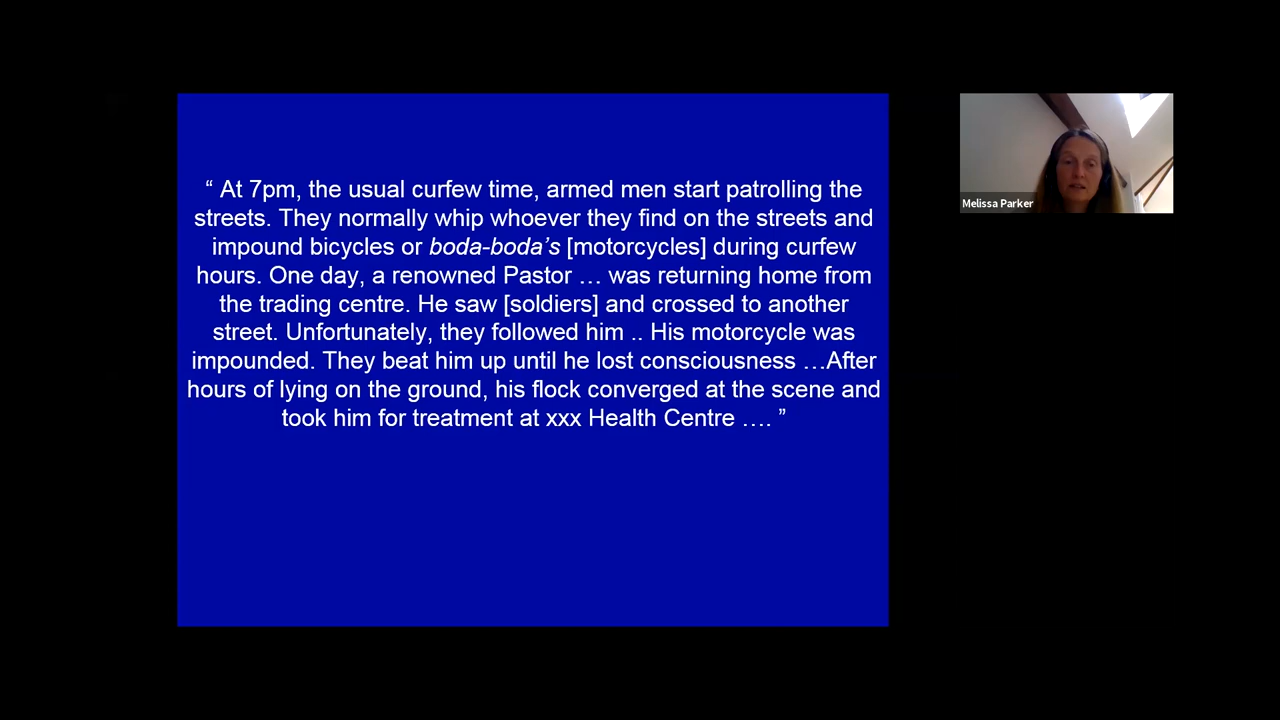 “ At 7pm, the usual curfew time, armed men start patrolling the
streets. They normally whip whoever they find on the streets and
impound bicycles or boda-boda’s [motorcycles] during curfew
hours. One day, a renowned Pastor … was returning home from
the trading centre. He saw [soldiers] and crossed to another
street. Unfortunately, they followed him .. His motorcycle was
impounded. They beat him up until he lost consciousness …After
hours of lying on the ground, his flock converged at the scene and
took him for treatment at xxx Health Centre …. ”
Melissa Parker